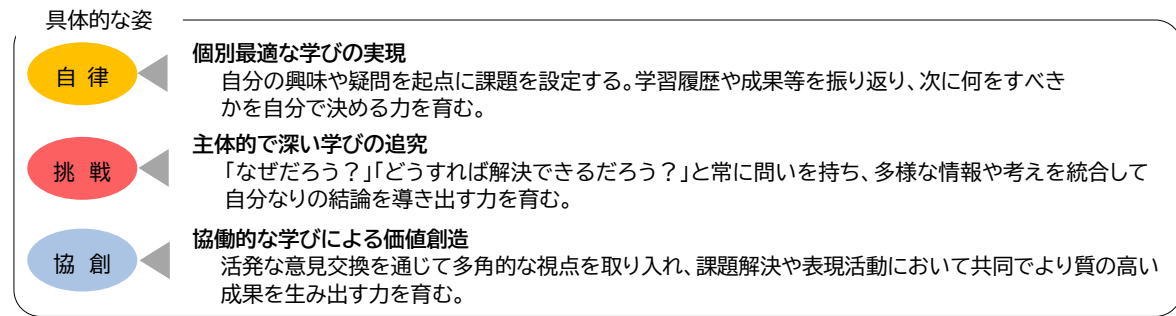 具体的な姿
自 律
個別最適な学びの実現
自分の興味や疑問を起点に課題を設定する。学習履歴や成果等を振り返り、次に何をすべき
かを自分で決める力を育む。
挑 戦
主体的で深い学びの追究
「なぜだろう？」「どうすれば解決できるだろう？」と常に問いを持ち、多様な情報や考えを統合して
自分なりの結論を導き出す力を育む。
協 創
協働的な学びによる価値創造
活発な意見交換を通じて多角的な視点を取り入れ、課題解決や表現活動において共同でより質の高い
成果を生み出す力を育む。